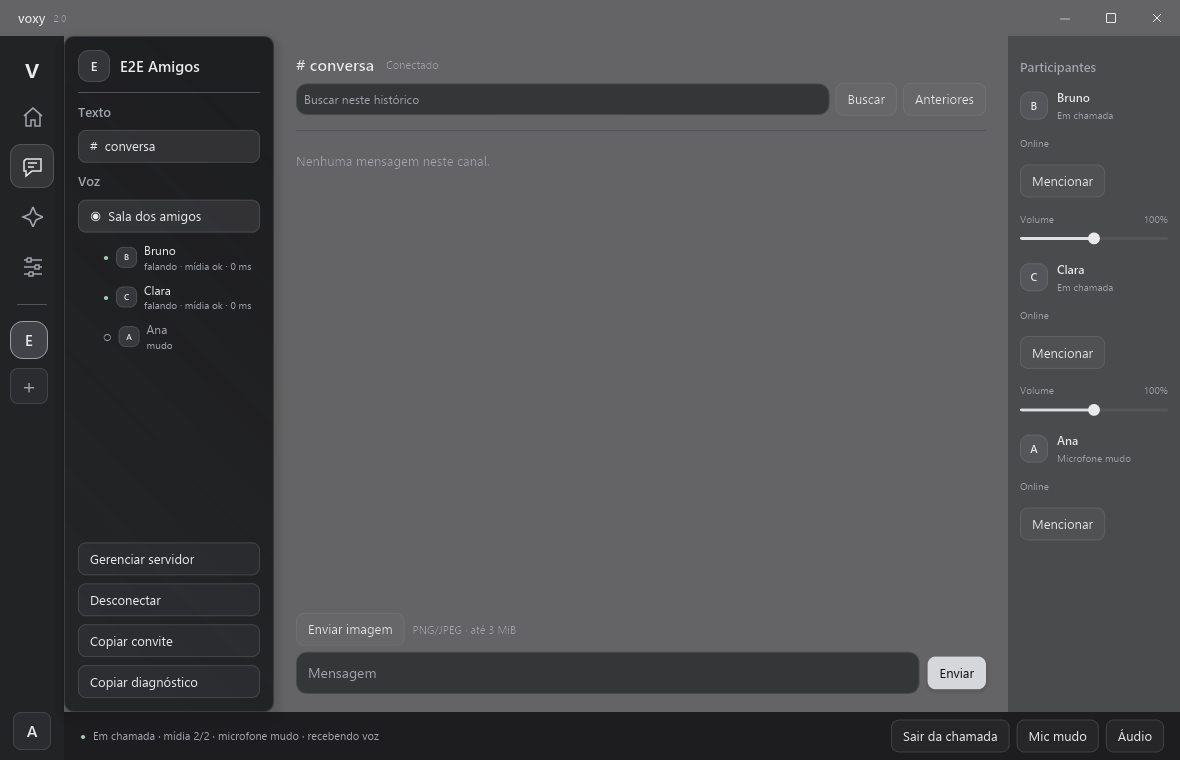 voxy 2.0
V
E
+
A
E E2E Amigos
Texto
# conversa
Voz
Sala dos amigos
B Bruno
falando · mídia ok · 0 ms
C Clara
falando · mídia ok · 0 ms
A Ana
mudo
Gerenciar servidor
Desconectar
Copiar convite
Copiar diagnóstico
# conversa Conectado
Buscar neste histórico Buscar Anteriores
Nenhuma mensagem neste canal.
Enviar imagem PNG/JPEG · até 3 MiB
Mensagem Enviar
Participantes
B Bruno
Em chamada
Online
Mencionar
Volume 100%
C Clara
Em chamada
Online
Mencionar
Volume 100%
A Ana
Microfone mudo
Online
Mencionar
Em chamada · mídia 2/2 · microfone mudo · recebendo voz
Sair da chamada Mic mudo Áudio